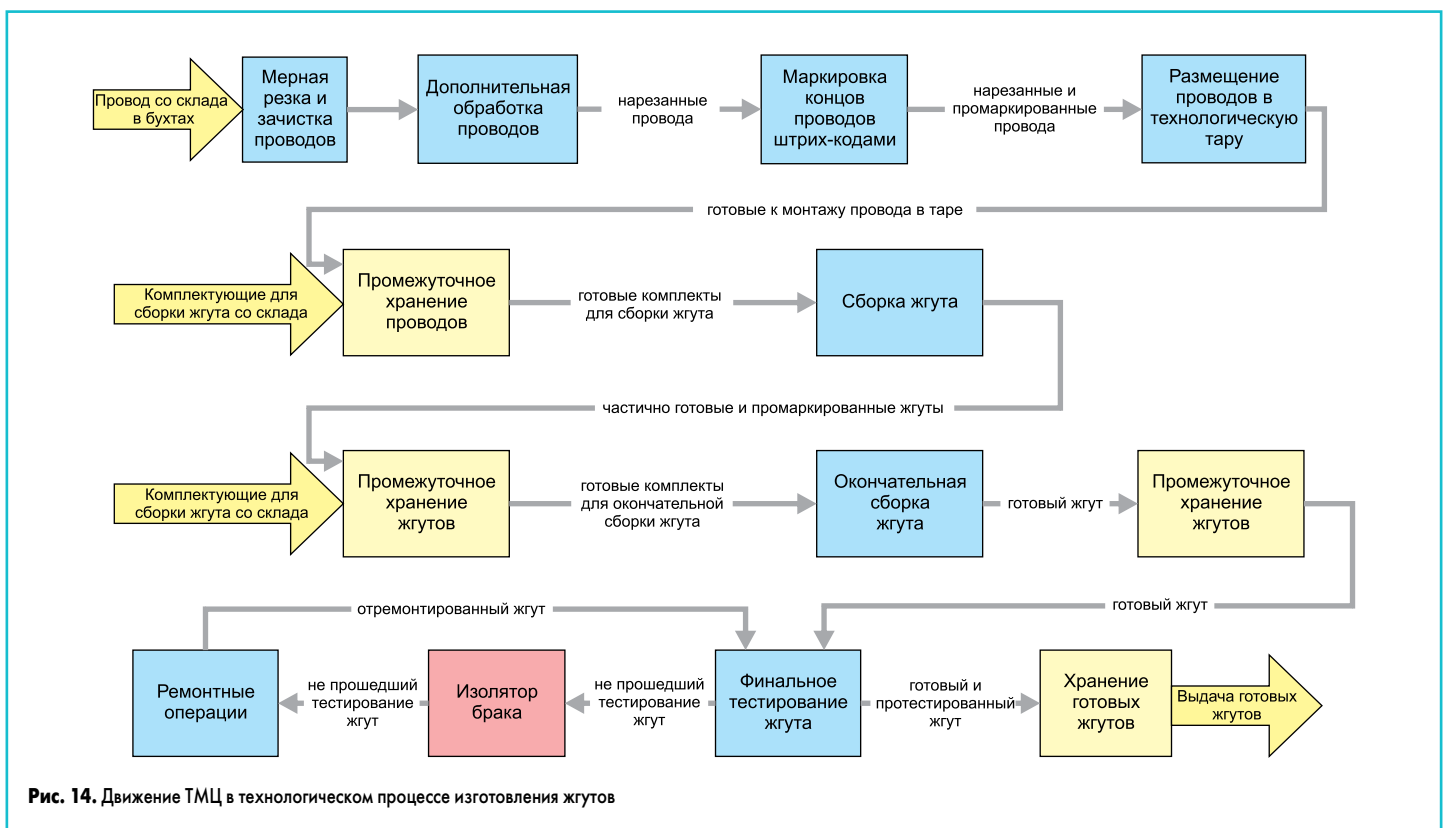 Провод со склада
в бухтах
Мерная
резка и
зачистка
проводов
Дополнительная
обработка
проводов
нарезанные
провода
Маркировка
концов
проводов
штрих-кодами
нарезанные и
промаркированные
провода
Размещение
проводов в
технологическую
тару
готовые к монтажу провода в таре
Комплектующие для
сборки жгута со склада
Промежуточное
хранение
проводов
готовые комплекты
для сборки жгута
Сборка жгута
частично готовые и промаркированные жгуты
Комплектующие для
сборки жгута со склада
Промежуточное
хранение
жгутов
готовые комплекты
для окончательной
сборки жгута
Окончательная
сборка
жгута
готовый жгут
Промежуточное
хранение
жгутов
отремонтированный жгут
готовый жгут
Ремонтные
операции
не прошедший
тестирование
жгут
Изолятор
брака
не прошедший
тестирование
жгут
Финальное
тестирование
жгута
готовый и
протестированный
жгут
Хранение
готовых
жгутов
Выдача готовых
жгутов
Рис. 14. Движение ТМЦ в технологическом процессе изготовления жгутов